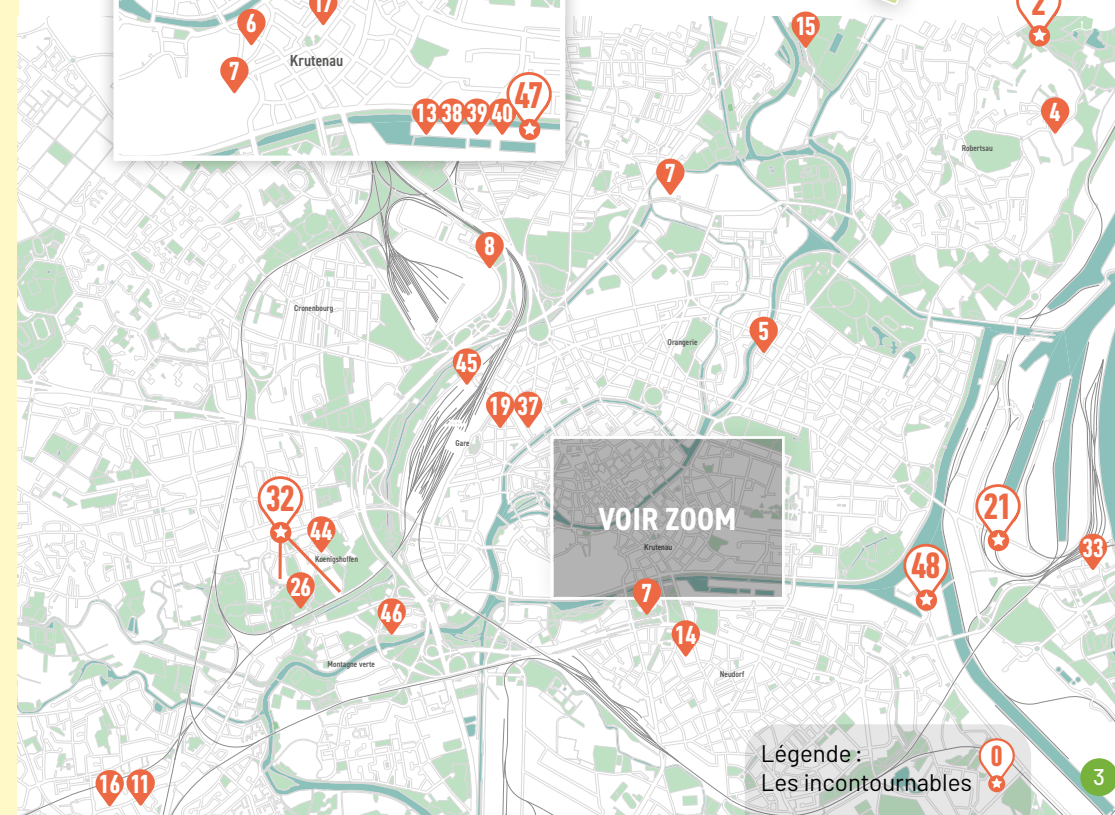 17
2
6
15
Krutenau
7
47
13 38 39 40
4
Robertsau
7
8
Cronenbourg
5
Orangerie
45
19 37
Gare
32
VOIR ZOOM
21
44
Krutenau
33
Koenigshoffen
48
26
7
46
14
Montagne verte
Neudorf
Légende :
0
Les incontournables
16 11
3